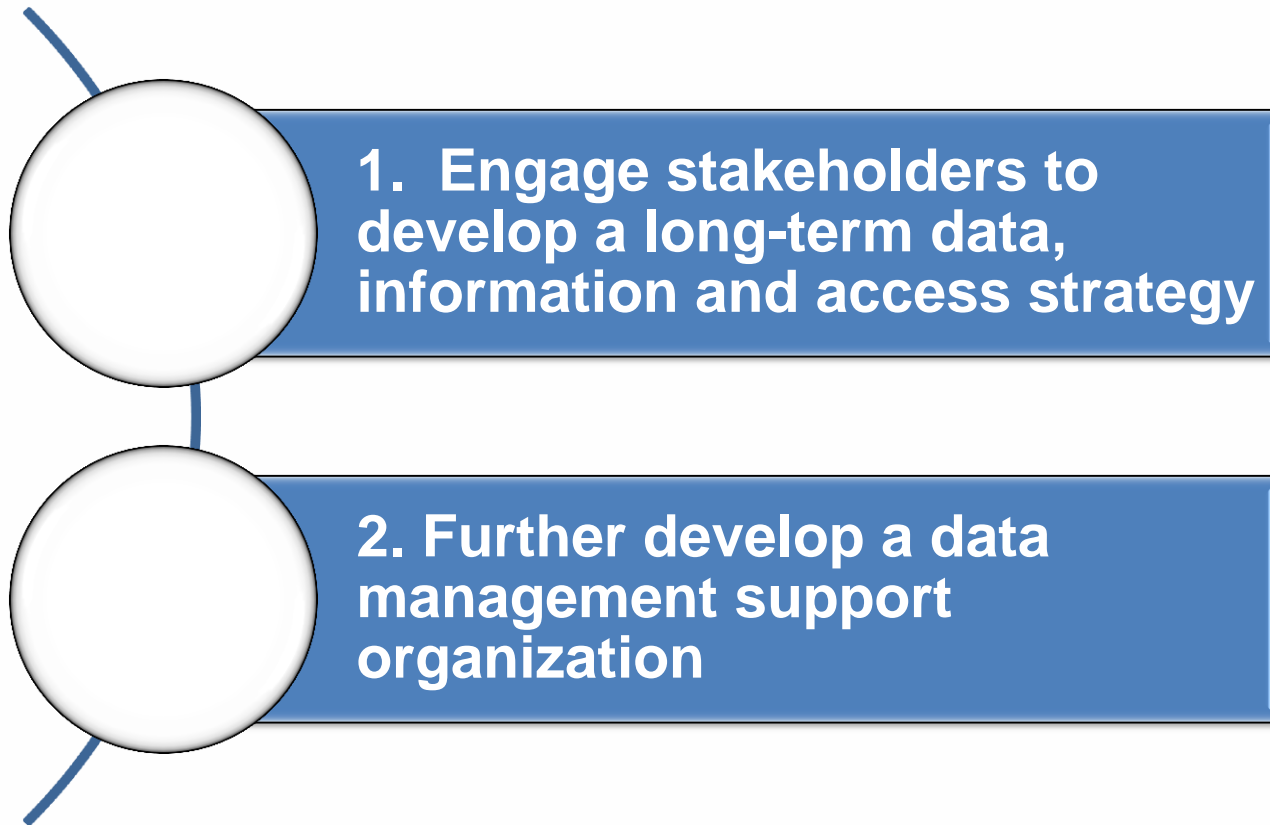 1.  Engage stakeholders to
develop a long-term data,
information and access strategy
2. Further develop a data
management support
organization